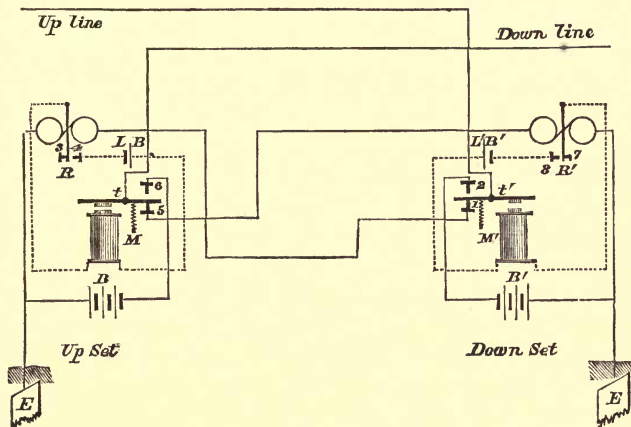 Up line
Down line
3 4
R
L B
6
5
t
M
B
Up Set
E
L' B'
2
1
t'
M'
8 7
R'
B'
Down Set
E